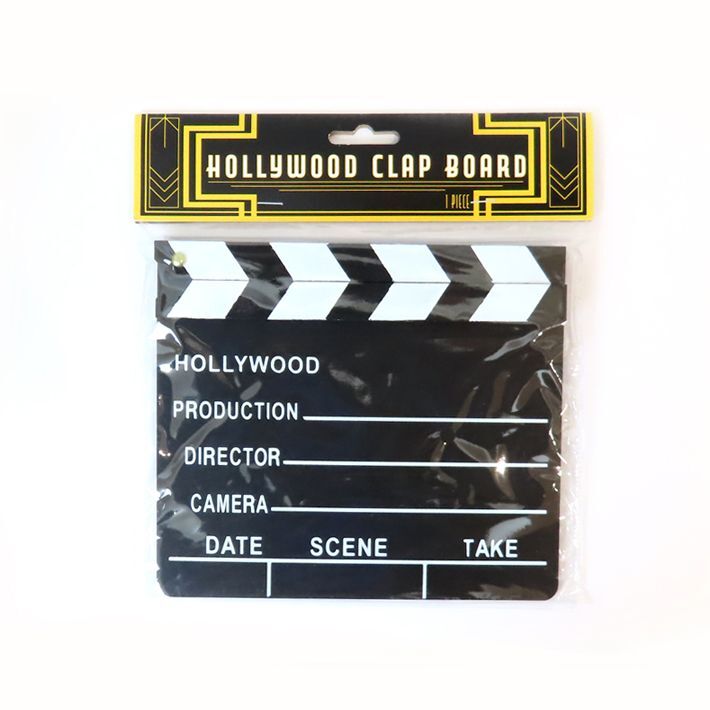 HOLLYWOOD CLAP BOARD
1 PIECE
HOLLYWOOD
PRODUCTION
DIRECTOR
CAMERA
DATE SCENE TAKE